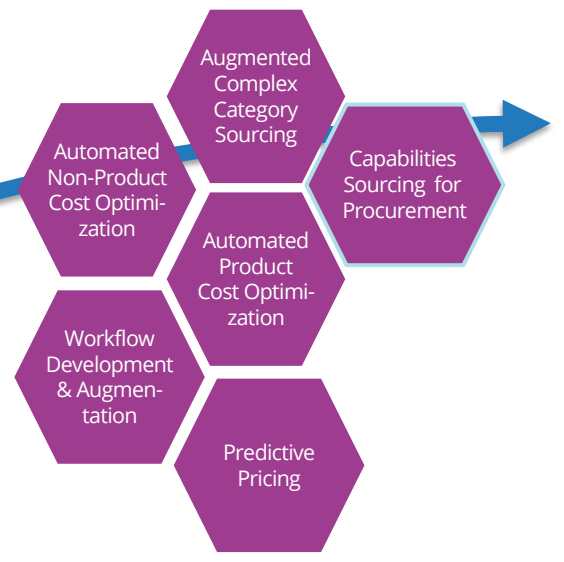 Augmented
Complex
Category
Sourcing
Automated
Non-Product
Cost Optimi-
zation
Capabilities
Sourcing for
Procurement
Automated
Product
Cost Optimi-
zation
Workflow
Development
& Augmen-
tation
Predictive
Pricing